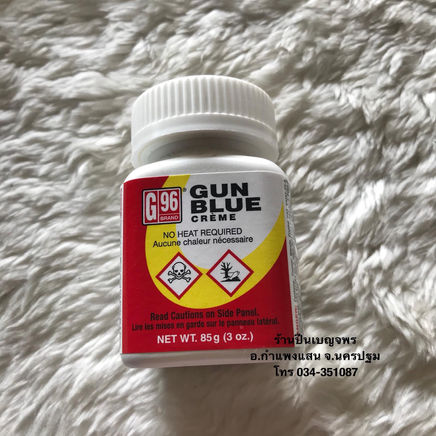 G96 BRAND®
GUN
BLUE
CRÈME
NO HEAT REQUIRED
Aucune chaleur nécessaire
Read Cautions on Side Panel.
Lire les mises en garde sur le panneau latéral.
NET WT. 85g (3 oz.)
ร้านปืนเบญจพร
อ.กำแพงแสน จ.นครปฐม
โทร 034-351087